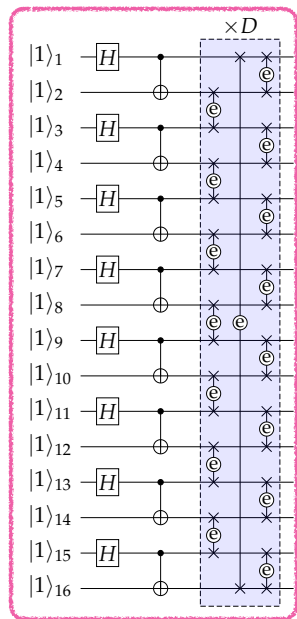 ×D
|1⟩1 H
|1⟩2 e
e
|1⟩3 H
e
|1⟩4
e
|1⟩5 H
e
|1⟩6
e
|1⟩7 H
e
|1⟩8
e e
|1⟩9 H
e
|1⟩10
e
|1⟩11 H
e
|1⟩12
e
|1⟩13 H
e
|1⟩14
e
|1⟩15 H
e
|1⟩16